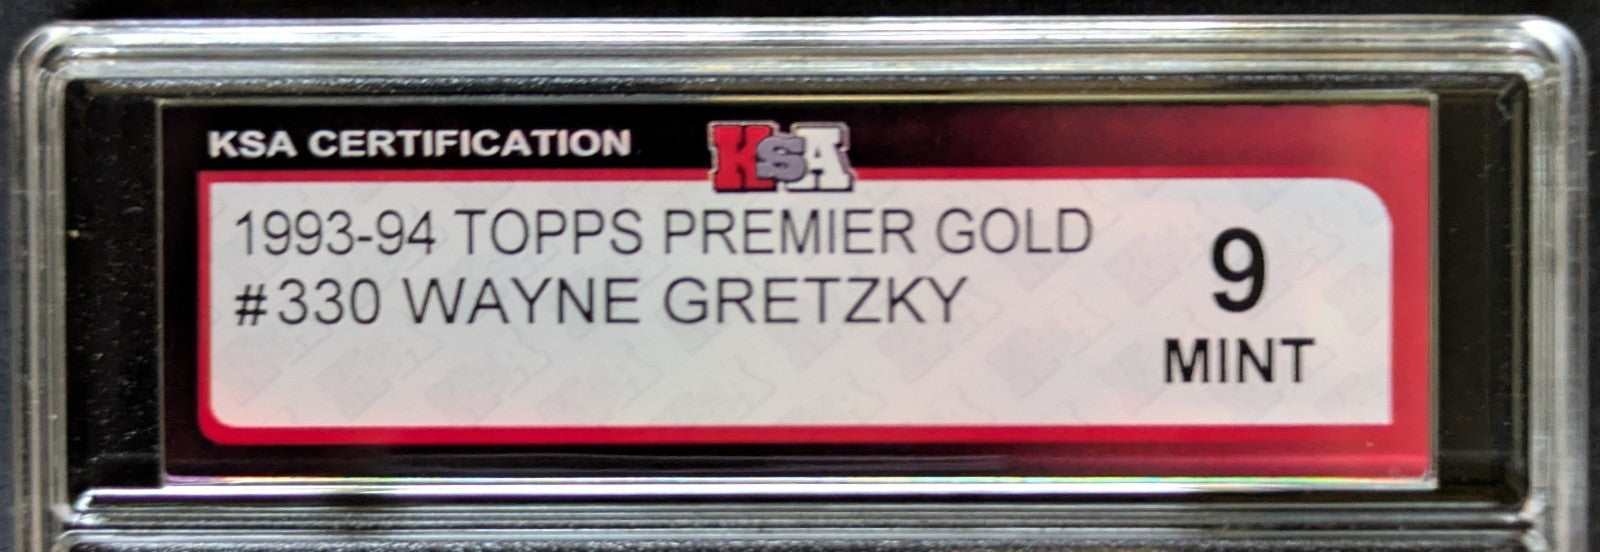 KSA CERTIFICATION
KSA
1993-94 TOPPS PREMIER GOLD
#330 WAYNE GRETZKY
9
MINT